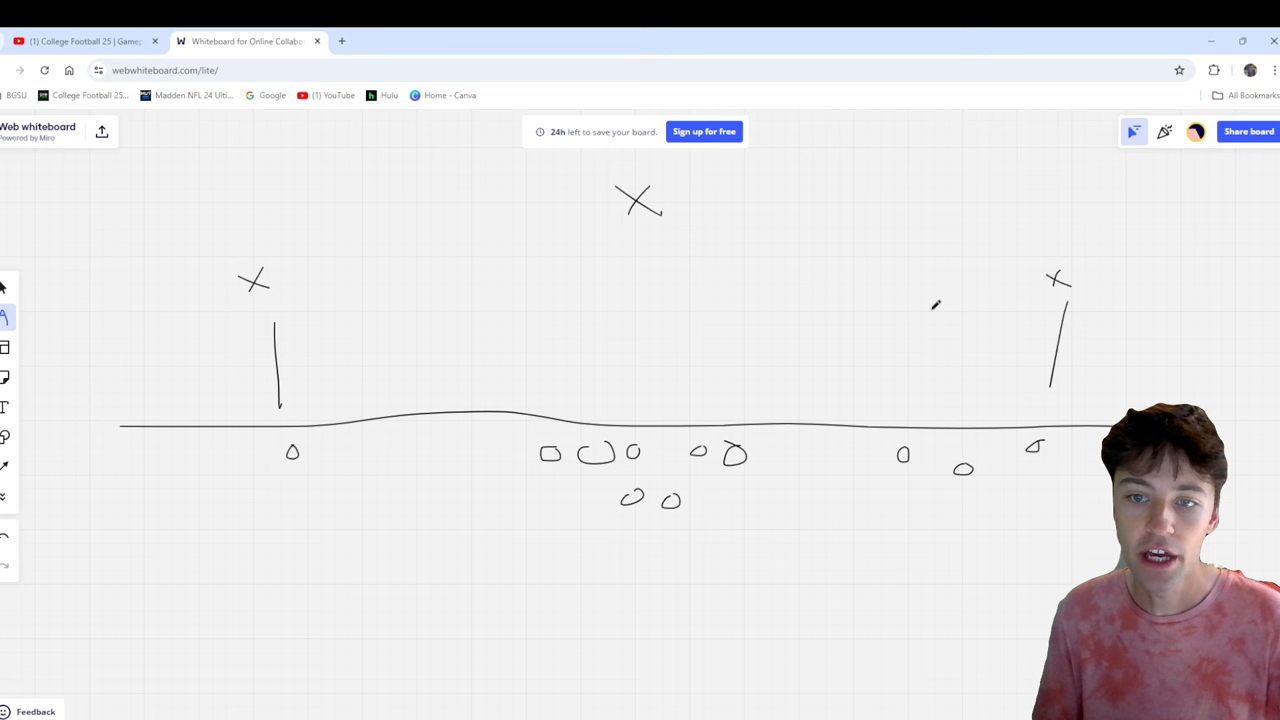 (1) College Football 25 | Gamep
Whiteboard for Online Collabo
webwhiteboard.com/lite/
BGSU
College Football 25...
Madden NFL 24 Ulti...
Google
(1) YouTube
Hulu
Home - Canva
All Bookmarks
Web whiteboard
Powered by Miro
24h left to save your board.
Sign up for free
Share board
X
X
X
Feedback